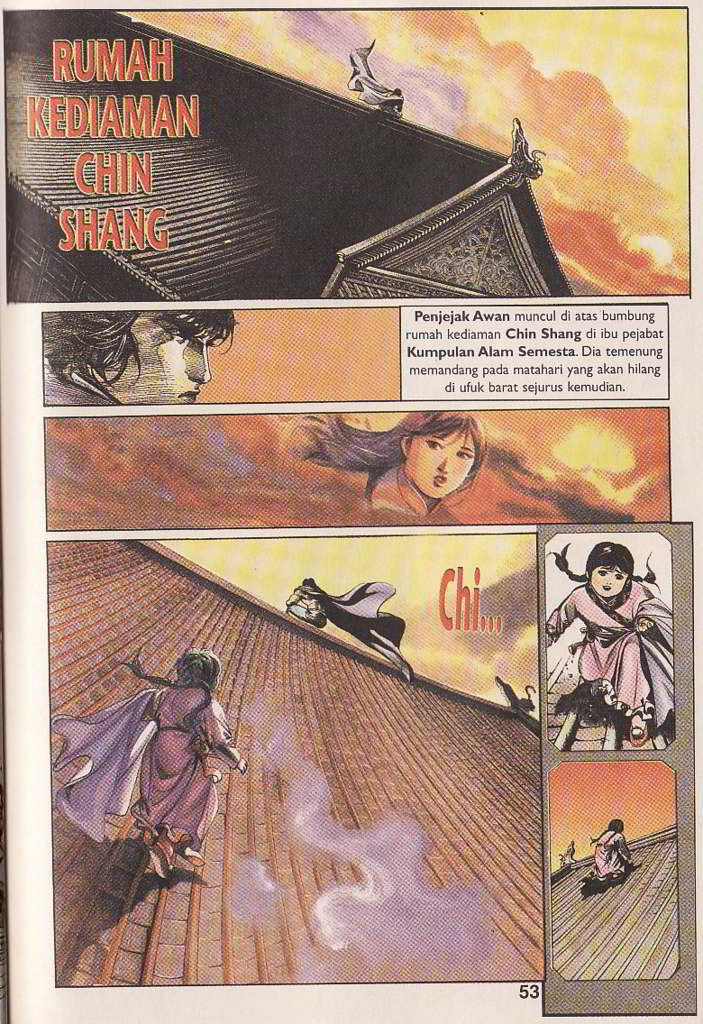 RUMAH
KEDIAMAN
CHIN
SHANG
Penjejak Awan muncul di atas bumbung
rumah kediaman Chin Shang di ibu pejabat
Kumpulan Alam Semesta. Dia temenung
memandang pada matahari yang akan hilang
di ufuk barat sejurus kemudian.
Chi...
53